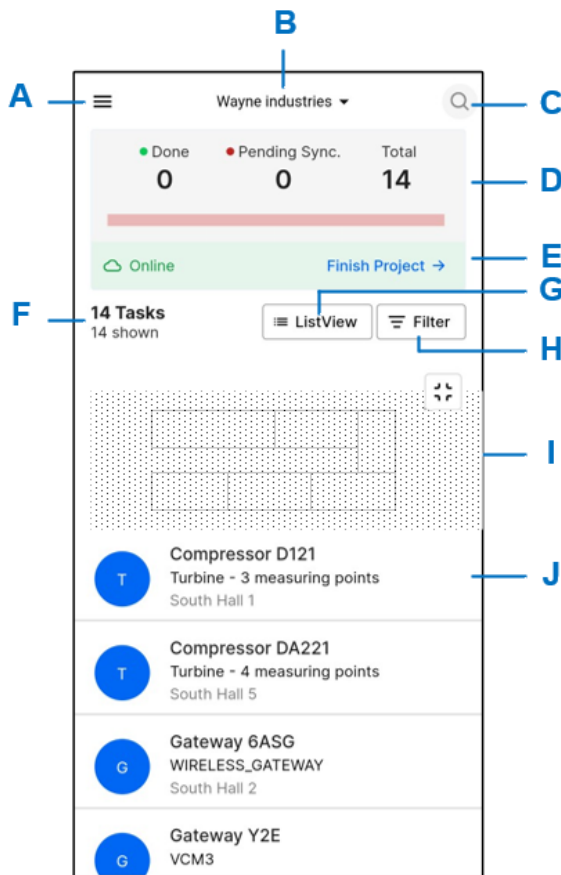 B
A
Wayne industries
C
Done
Pending Sync.
Total
0
0
14
D
Online
Finish Project →
E
G
F
14 Tasks
14 shown
ListView
Filter
H
I
T
Compressor D121
Turbine - 3 measuring points
South Hall 1
J
T
Compressor DA221
Turbine - 4 measuring points
South Hall 5
G
Gateway 6ASG
WIRELESS_GATEWAY
South Hall 2
G
Gateway Y2E
VCM3